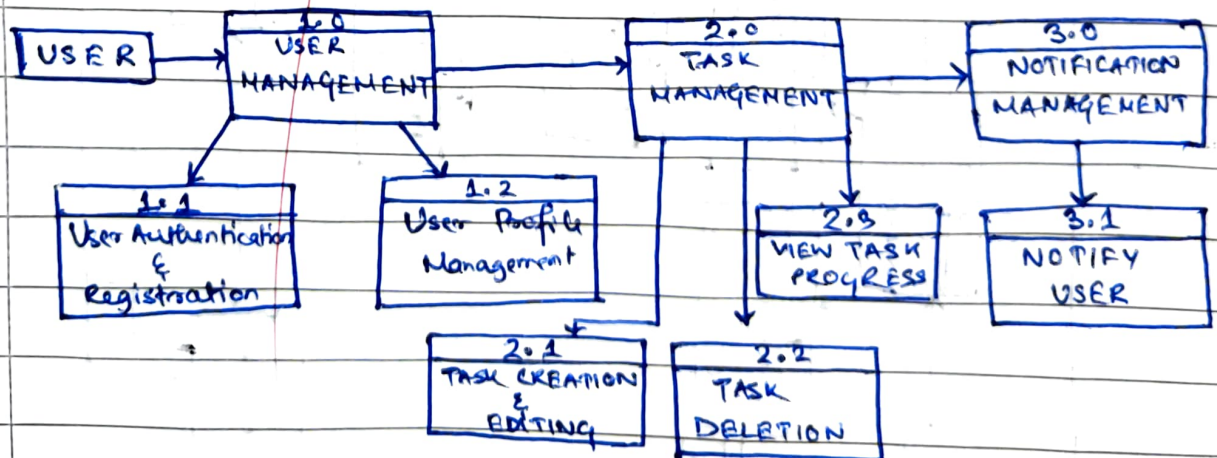 USER
1.0
USER
MANAGEMENT
2.0
TASK
MANAGEMENT
3.0
NOTIFICATION
MANAGEMENT
1.1
User Authentication
&
Registration
1.2
User Profile
Management
2.3
VIEW TASK
PROGRESS
3.1
NOTIFY
USER
2.1
TASK CREATION
&
EDITING
2.2
TASK
DELETION